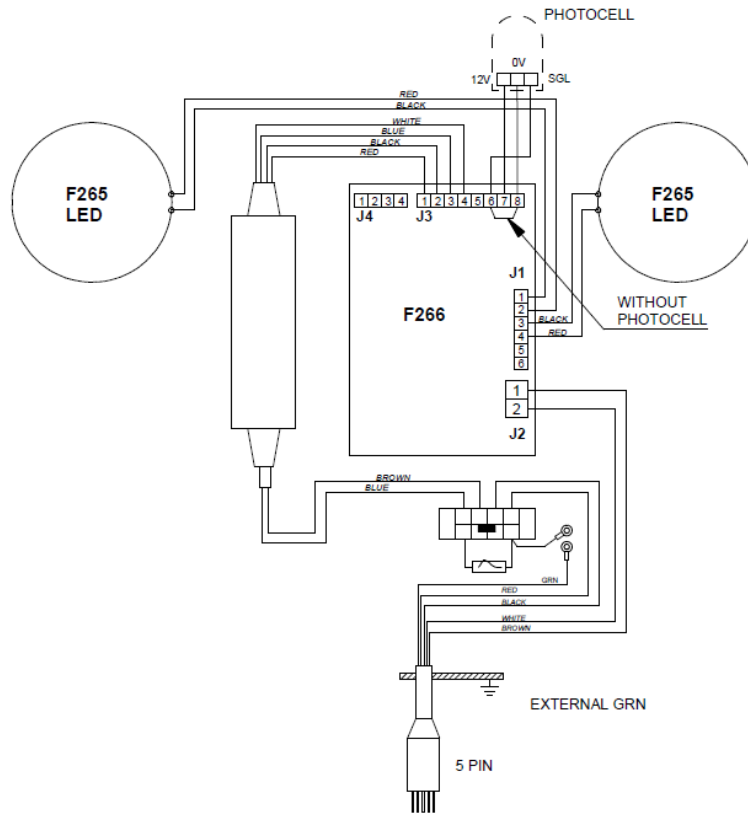 PHOTOCELL
0V
12V
SGL
RED
BLACK
WHITE
BLUE
BLACK
RED
F265
LED
F265
LED
1 2 3 4
J4
1 2 3 4 5 6 7 8
J3
J1
1
2
3
4
5
6
BLACK
RED
WITHOUT
PHOTOCELL
F266
1
2
J2
BROWN
BLUE
GRN
RED
BLACK
WHITE
BROWN
EXTERNAL GRN
5 PIN